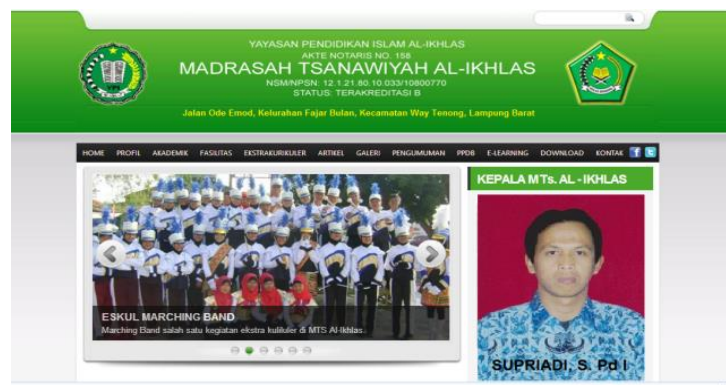 YAYASAN PENDIDIKAN ISLAM AL-IKHLAS
AKTE NOTARIS NO. 158
MADRASAH TSANAWIYAH AL-IKHLAS
NSM/NPSN: 12.1.21.80.10.033/10800770
STATUS: TERAKREDITASI B
Jalan Ode Emod, Kelurahan Fajar Bulan, Kecamatan Way Tenong, Lampung Barat
HOME PROFIL AKADEMIK FASILITAS EKSTRAKURIKULER ARTIKEL GALERI PENGUMUMAN PPDB E-LEARNING DOWNLOAD KONTAK
KEPALA MTs. AL - IKHLAS
ESKUL MARCHING BAND
Marching Band salah satu kegiatan ekstra kulikuler di MTS Al-Ikhlas.
SUPRIADI, S. Pd I